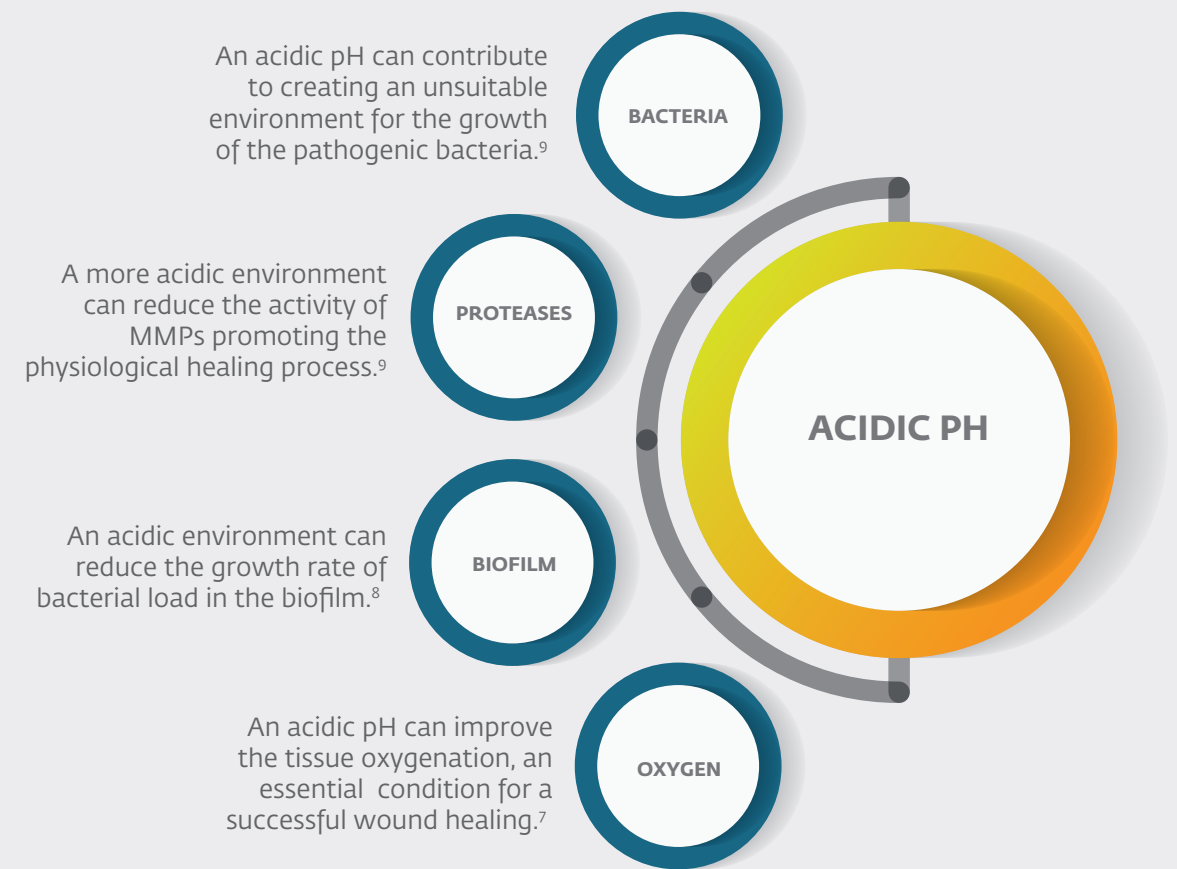 An acidic pH can contribute
to creating an unsuitable
environment for the growth
of the pathogenic bacteria.⁹
BACTERIA
A more acidic environment
can reduce the activity of
MMPs promoting the
physiological healing process.⁹
PROTEASES
ACIDIC PH
An acidic environment can
reduce the growth rate of
bacterial load in the biofilm.⁸
BIOFILM
An acidic pH can improve
the tissue oxygenation, an
essential condition for a
successful wound healing.⁷
OXYGEN